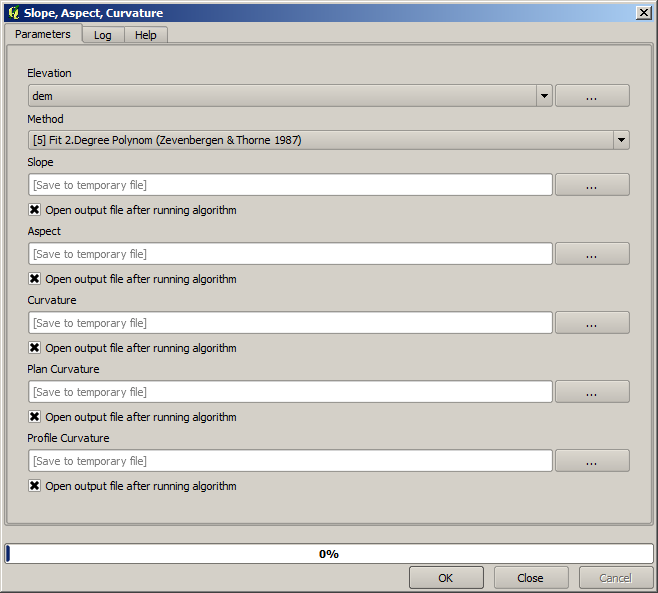 Slope, Aspect, Curvature
Parameters Log Help
Elevation
dem ...
Method
[5] Fit 2.Degree Polynom (Zevenbergen & Thorne 1987)
Slope
[Save to temporary file] ...
Open output file after running algorithm
Aspect
[Save to temporary file] ...
Open output file after running algorithm
Curvature
[Save to temporary file] ...
Open output file after running algorithm
Plan Curvature
[Save to temporary file] ...
Open output file after running algorithm
Profile Curvature
[Save to temporary file] ...
Open output file after running algorithm
0%
OK Close Cancel